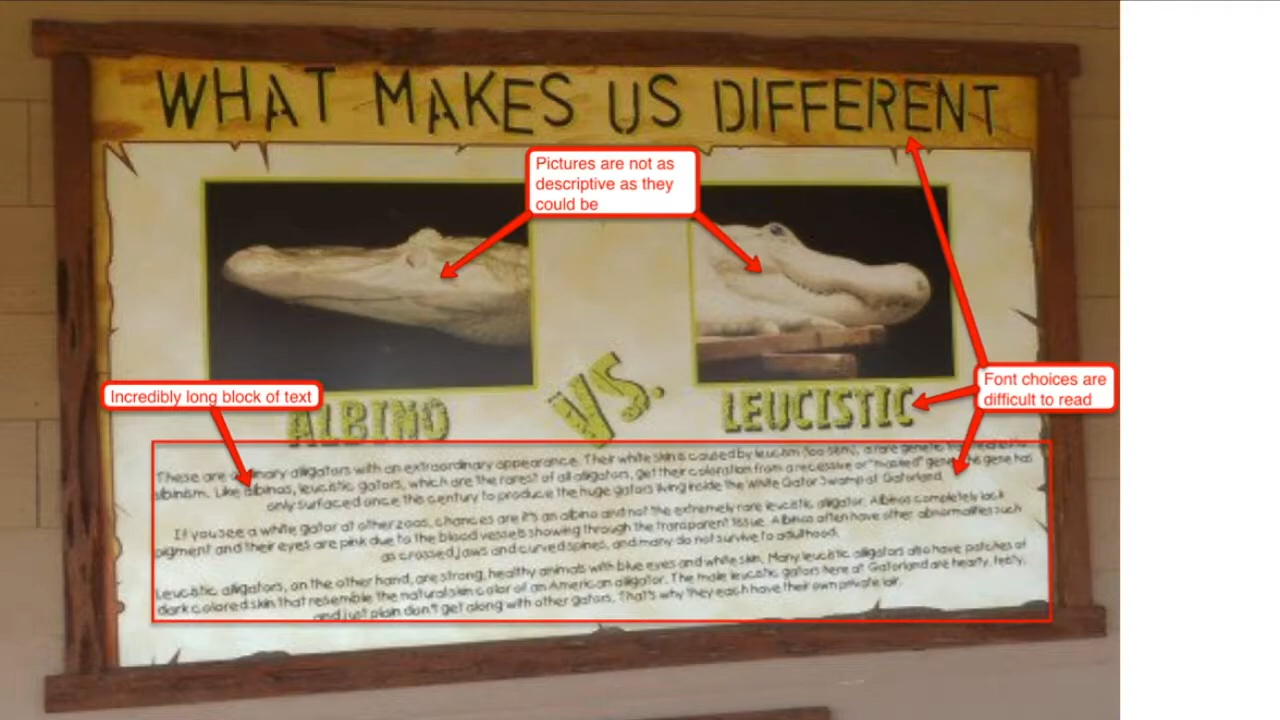 WHAT MAKES US DIFFERENT
Pictures are not as
descriptive as they
could be
Incredibly long block of text
Font choices are
difficult to read
ALBINO
VS.
LEUCISTIC
These are ordinary alligators with an extraordinary appearance. Their white skin is caused by leucism (loo-sem), a rare genetic
albinism. Like albinos, leucistic gators, which are the rarest of all alligators, get their coloration from a recessive or "masked" gene. This gene has
only surfaced once this century to produce the huge gators living inside the White Gator Swamp at Gatorland.
If you see a white gator at other zoos, chances are it's an albino and not the extremely rare leucistic alligator. Albinos completely lack
pigment and their eyes are pink due to the blood vessels showing through the transparent tissue. Albinos often have other abnormalities such
as crossed jaws and curved spines, and many do not survive to adulthood.
Leucistic alligators, on the other hand, are strong, healthy animals with blue eyes and white skin. Many leucistic alligators also have patches of
dark colored skin that resemble the natural skin color of an American alligator. The male leucistic gators here at Gatorland are hearty, feisty,
and just plain don't get along with other gators. That's why they each have their own private lair.